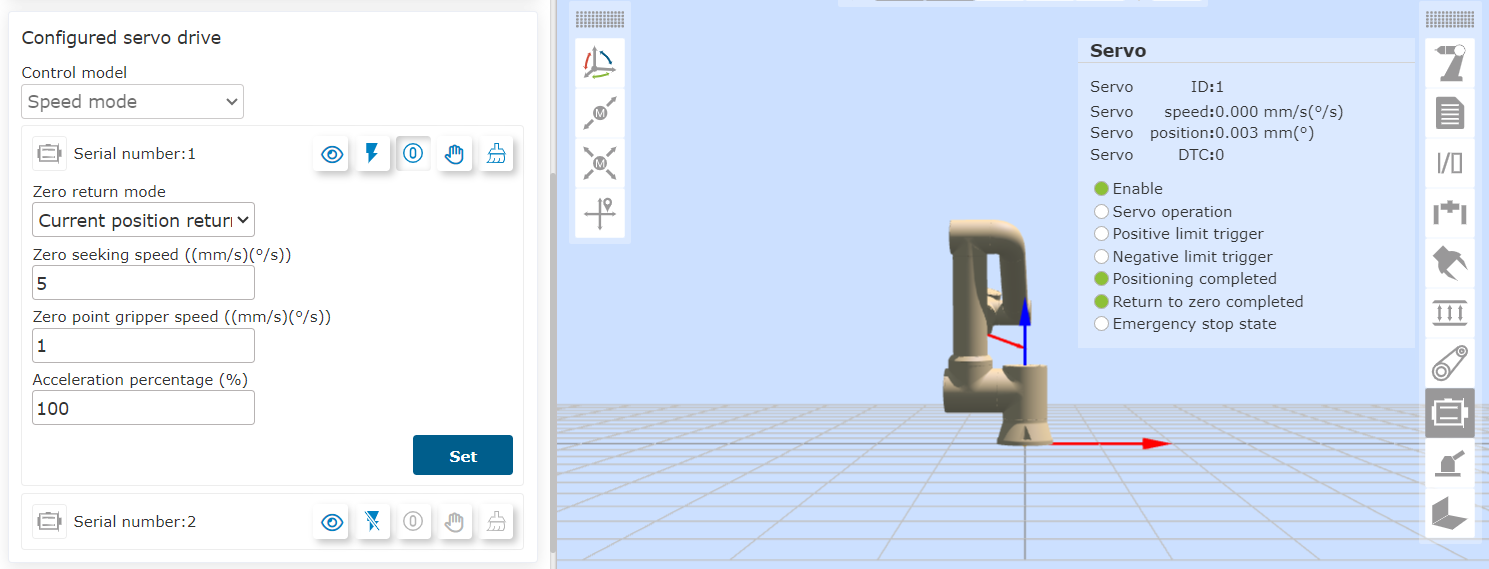 Configured servo drive
Control model
Speed mode
Serial number:1
Zero return mode
Current position retur
Zero seeking speed ((mm/s)(°/s))
5
Zero point gripper speed ((mm/s)(°/s))
1
Acceleration percentage (%)
100
Set
Serial number:2
M
M
Servo
Servo ID:1
Servo speed:0.000 mm/s(°/s)
Servo position:0.003 mm(°)
Servo DTC:0
Enable
Servo operation
Positive limit trigger
Negative limit trigger
Positioning completed
Return to zero completed
Emergency stop state
I/O